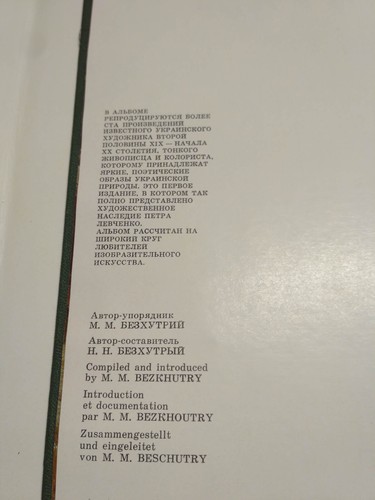 В АЛЬБОМЕ
РЕПРОДУЦИРУЮТСЯ БОЛЕЕ
СТА ПРОИЗВЕДЕНИЙ
ИЗВЕСТНОГО УКРАИНСКОГО
ХУДОЖНИКА ВТОРОЙ
ПОЛОВИНЫ XIX — НАЧАЛА
XX СТОЛЕТИЯ, ТОНКОГО
ЖИВОПИСЦА И КОЛОРИСТА,
КОТОРОМУ ПРИНАДЛЕЖАТ
ЯРКИЕ, ПОЭТИЧЕСКИЕ
ОБРАЗЫ УКРАИНСКОЙ
ПРИРОДЫ. ЭТО ПЕРВОЕ
ИЗДАНИЕ, В КОТОРОМ ТАК
ПОЛНО ПРЕДСТАВЛЕНО
ХУДОЖЕСТВЕННОЕ
НАСЛЕДИЕ ПЕТРА
ЛЕВЧЕНКО.
АЛЬБОМ РАССЧИТАН НА
ШИРОКИЙ КРУГ
ЛЮБИТЕЛЕЙ
ИЗОБРАЗИТЕЛЬНОГО
ИСКУССТВА.
Автор-упорядник
М. М. БЕЗХУТРИЙ
Автор-составитель
Н. Н. БЕЗХУТРЫЙ
Compiled and introduced
by M. M. BEZKHUTRY
Introduction
et documentation
par M. M. BEZKHOUTRY
Zusammengestellt
und eingeleitet
von M. M. BESCHUTRY